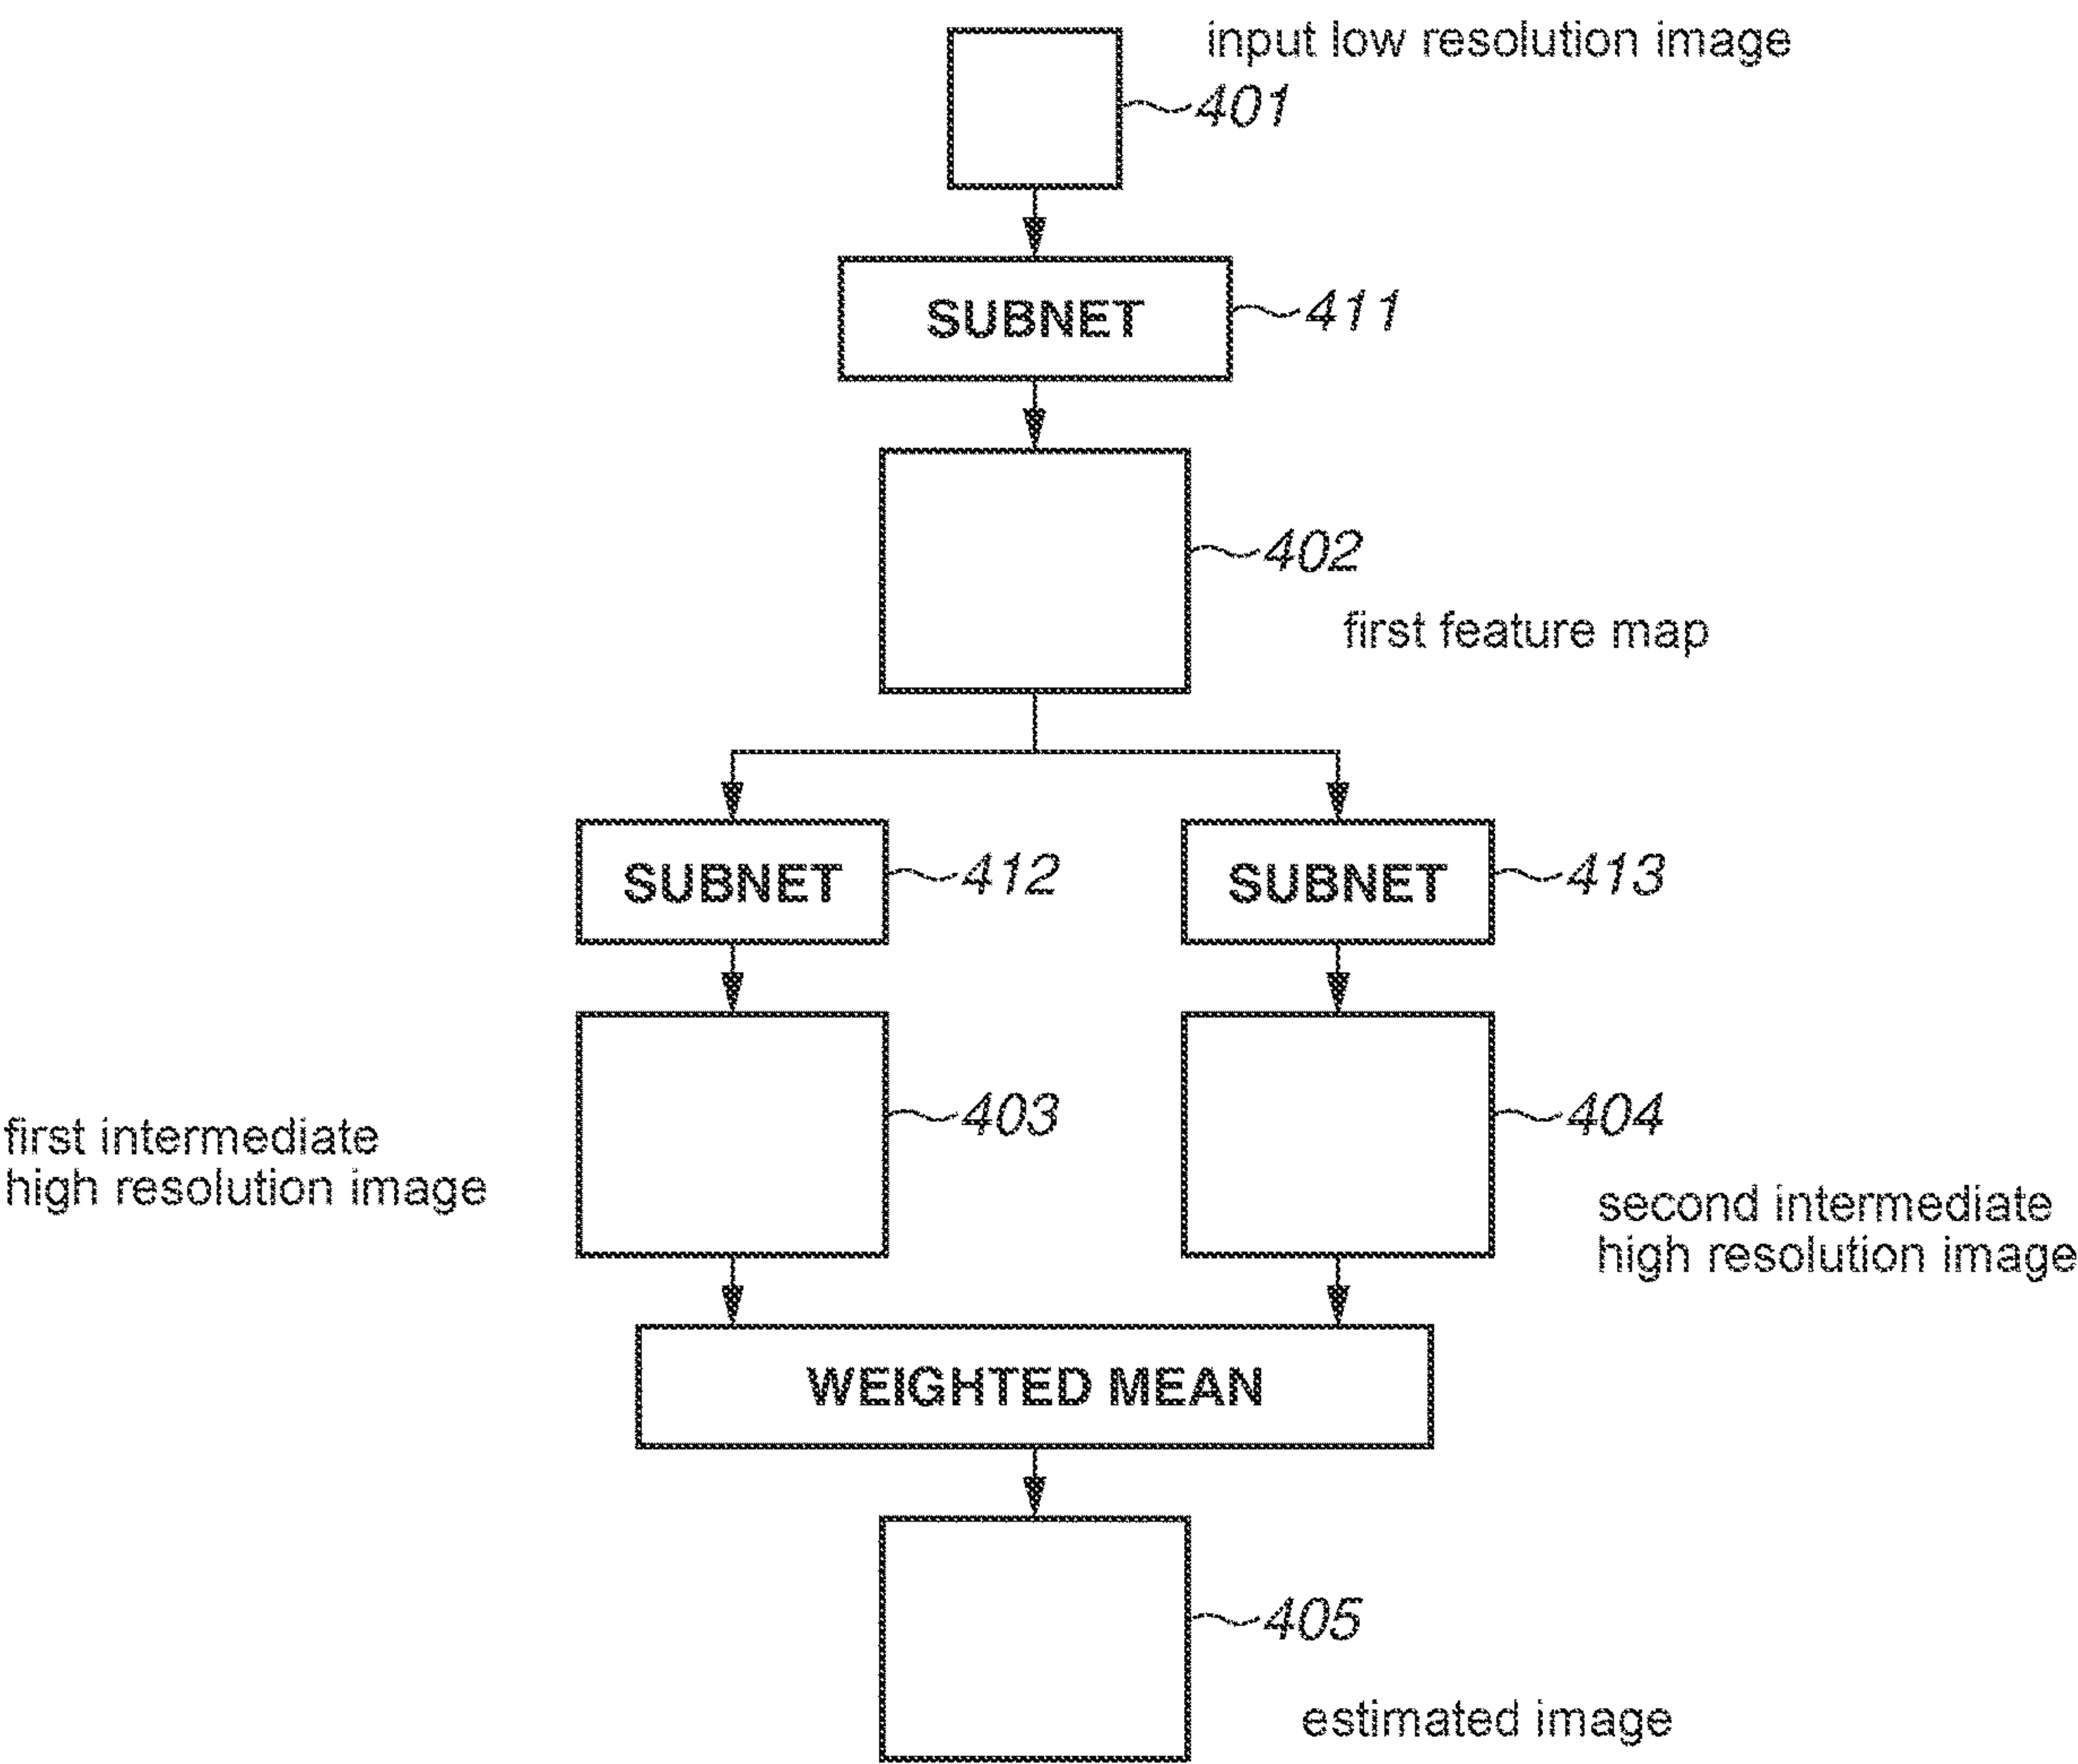 input low resolution image
401
SUBNET
411
402
first feature map
SUBNET
412
SUBNET
413
403
404
first intermediate
high resolution image
second intermediate
high resolution image
WEIGHTED MEAN
405
estimated image